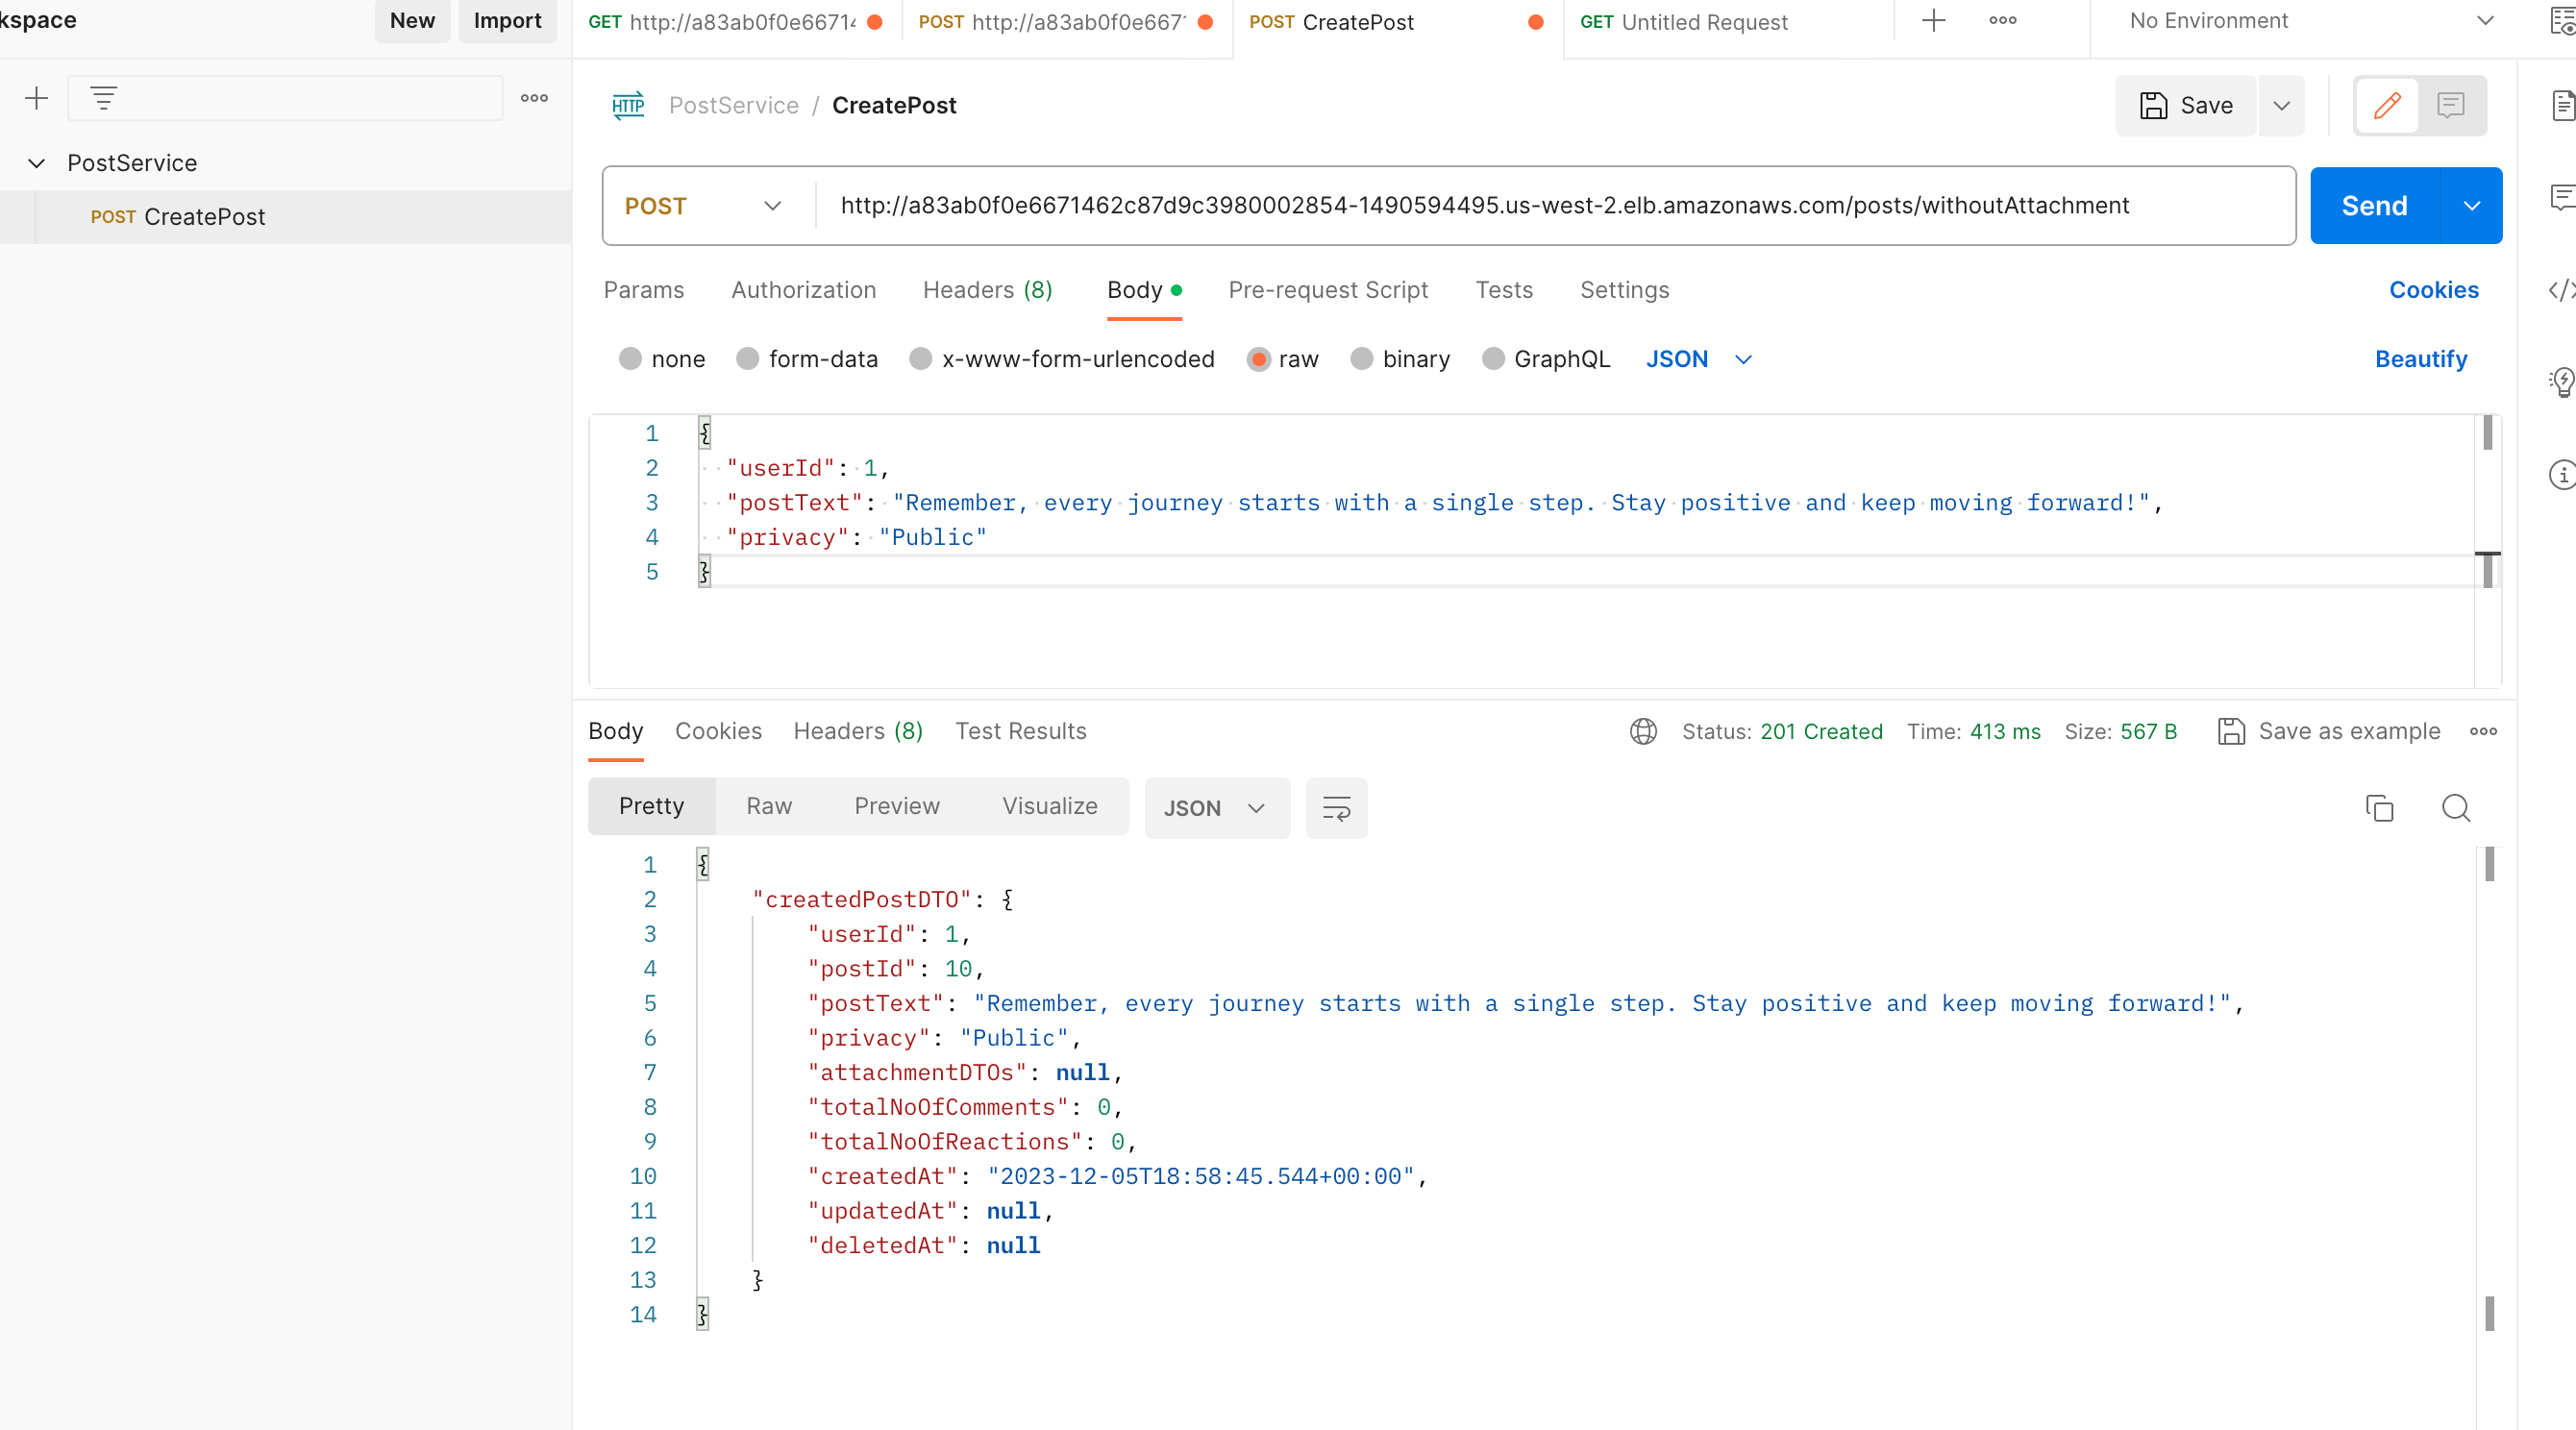 kspace
New
Import
GET http://a83ab0f0e66714
POST http://a83ab0f0e667
POST CreatePost
GET Untitled Request
No Environment
PostService
POST CreatePost
HTTP
PostService / CreatePost
Save
POST
http://a83ab0f0e6671462c87d9c3980002854-1490594495.us-west-2.elb.amazonaws.com/posts/withoutAttachment
Send
Params
Authorization
Headers (8)
Body
Pre-request Script
Tests
Settings
Cookies
none
form-data
x-www-form-urlencoded
raw
binary
GraphQL
JSON
Beautify
1 {
2 "userId": 1,
3 "postText": "Remember, every journey starts with a single step. Stay positive and keep moving forward!",
4 "privacy": "Public"
5 }
Body
Cookies
Headers (8)
Test Results
Status: 201 Created
Time: 413 ms
Size: 567 B
Save as example
Pretty
Raw
Preview
Visualize
JSON
1 {
2 "createdPostDTO": {
3 "userId": 1,
4 "postId": 10,
5 "postText": "Remember, every journey starts with a single step. Stay positive and keep moving forward!",
6 "privacy": "Public",
7 "attachmentDTOs": null,
8 "totalNoOfComments": 0,
9 "totalNoOfReactions": 0,
10 "createdAt": "2023-12-05T18:58:45.544+00:00",
11 "updatedAt": null,
12 "deletedAt": null
13 }
14 }